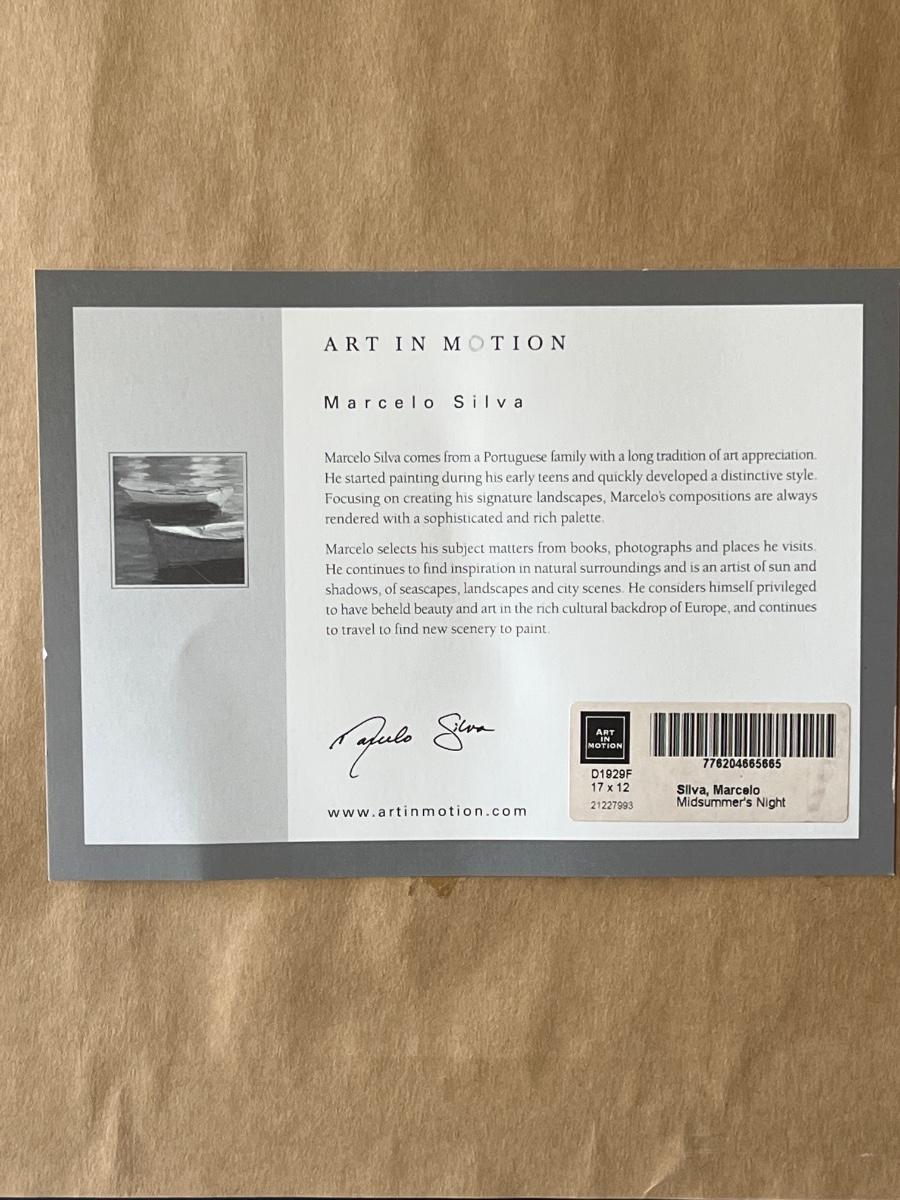 ART IN MOTION
Marcelo Silva
Marcelo Silva comes from a Portuguese family with a long tradition of art appreciation.
He started painting during his early teens and quickly developed a distinctive style.
Focusing on creating his signature landscapes, Marcelo's compositions are always
rendered with a sophisticated and rich palette.
Marcelo selects his subject matters from books, photographs and places he visits.
He continues to find inspiration in natural surroundings and is an artist of sun and
shadows, of seascapes, landscapes and city scenes. He considers himself privileged
to have beheld beauty and art in the rich cultural backdrop of Europe, and continues
to travel to find new scenery to paint.
Marcelo Silva
www.artinmotion.com
ART
IN
MOTION
D1929F
17 x 12
21227993
776204665665
Silva, Marcelo
Midsummer's Night